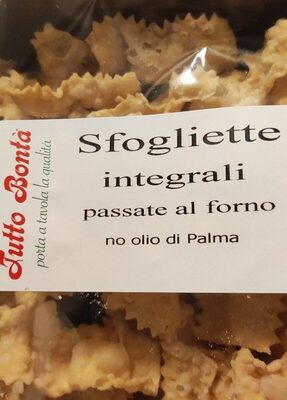 Tutto Bontà
porta a tavola la qualità
Sfogliette
integrali
passate al forno
no olio di Palma